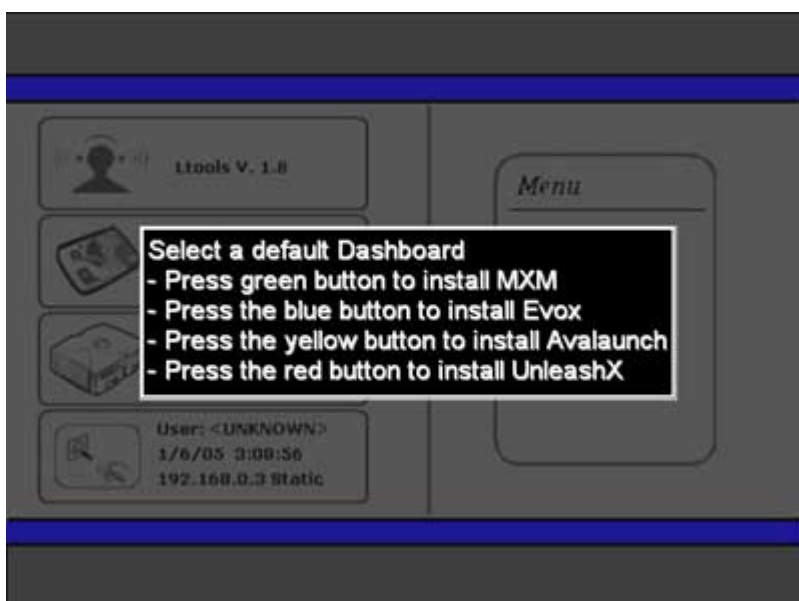 Ltools V. 1.8
Menu
Select a default Dashboard
- Press green button to install MXM
- Press the blue button to install Evox
- Press the yellow button to install Avalaunch
- Press the red button to install UnleashX
User: <UNKNOWN>
1/6/05 3:00:56
192.168.0.3 Static